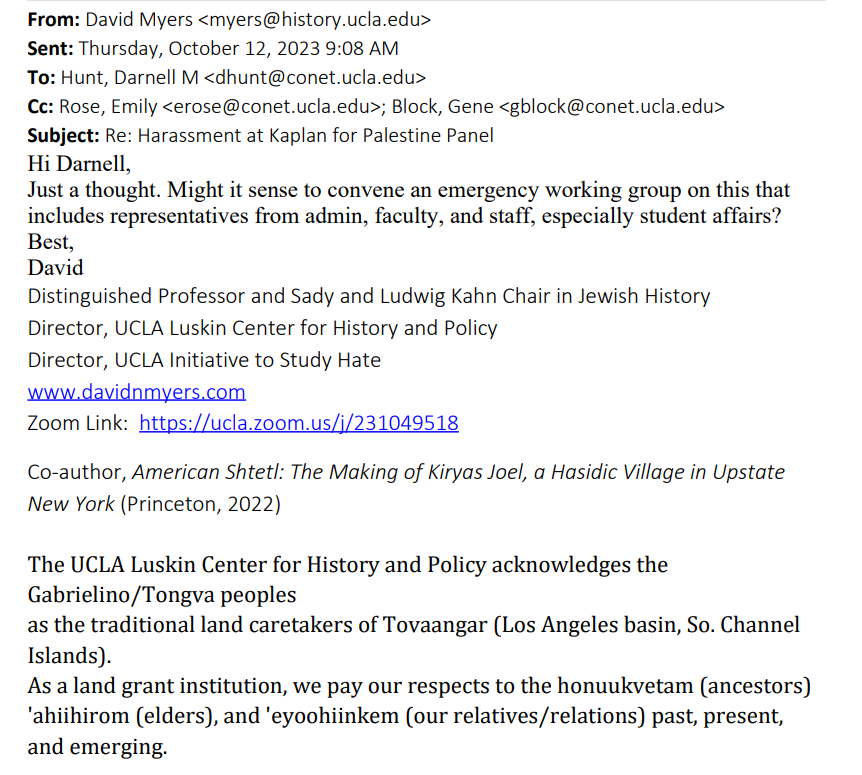 From: David Myers <myers@history.ucla.edu>
Sent: Thursday, October 12, 2023 9:08 AM
To: Hunt, Darnell M <dhunt@conet.ucla.edu>
Cc: Rose, Emily <erose@conet.ucla.edu>; Block, Gene <gblock@conet.ucla.edu>
Subject: Re: Harassment at Kaplan for Palestine Panel
Hi Darnell,
Just a thought. Might it sense to convene an emergency working group on this that
includes representatives from admin, faculty, and staff, especially student affairs?
Best,
David
Distinguished Professor and Sady and Ludwig Kahn Chair in Jewish History
Director, UCLA Luskin Center for History and Policy
Director, UCLA Initiative to Study Hate
www.davidnmyers.com
Zoom Link: https://ucla.zoom.us/j/231049518
Co-author, American Shtetl: The Making of Kiryas Joel, a Hasidic Village in Upstate
New York (Princeton, 2022)
The UCLA Luskin Center for History and Policy acknowledges the
Gabrielino/Tongva peoples
as the traditional land caretakers of Tovaangar (Los Angeles basin, So. Channel
Islands).
As a land grant institution, we pay our respects to the honuukvetam (ancestors)
'ahiihirom (elders), and 'eyoohiinkem (our relatives/relations) past, present,
and emerging.